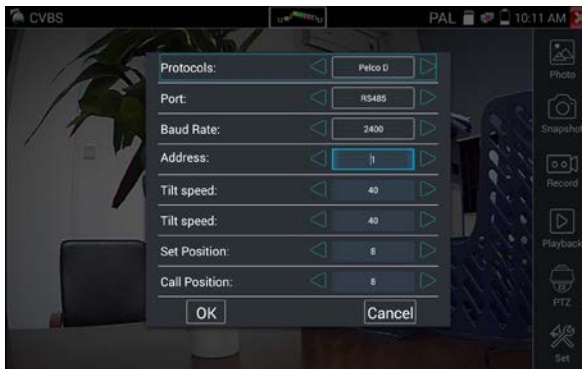 CVBS
PAL 10:11 AM
Protocols: Pelco D
Port: RS485
Baud Rate: 2400
Address: 1
Tilt speed: 40
Tilt speed: 40
Set Position: 8
Call Position: 8
OK Cancel
Photo
Snapshot
Record
Playback
PTZ
Set